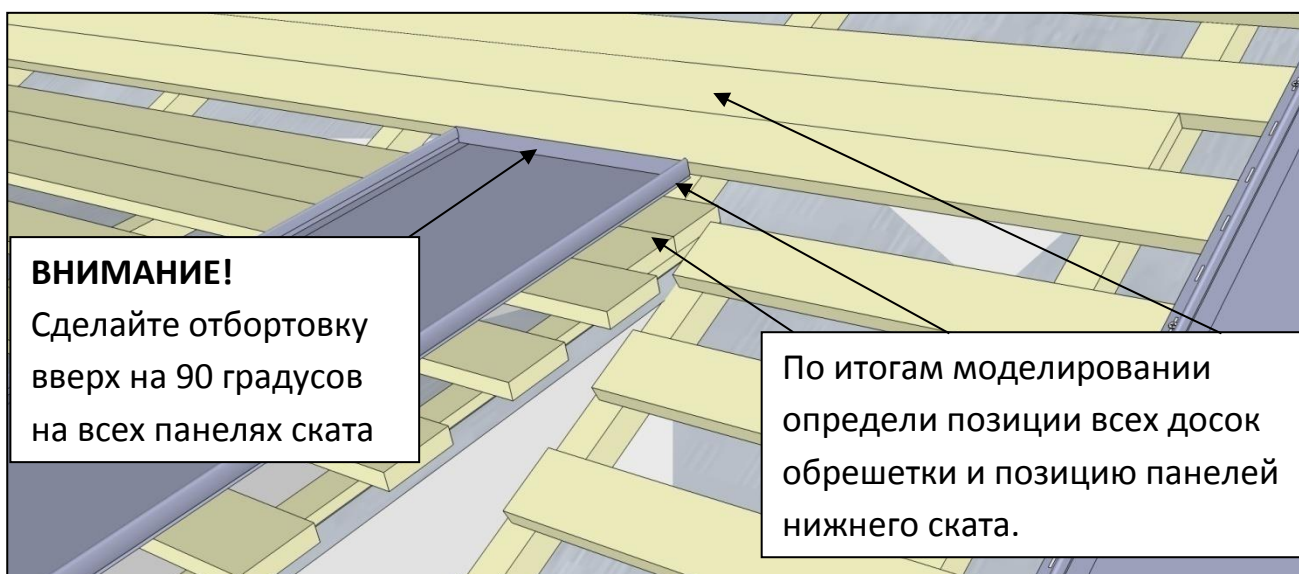 ВНИМАНИЕ!
Сделайте отбортовку
вверх на 90 градусов
на всех панелях ската
По итогам моделировании
определи позиции всех досок
обрешетки и позицию панелей
нижнего ската.